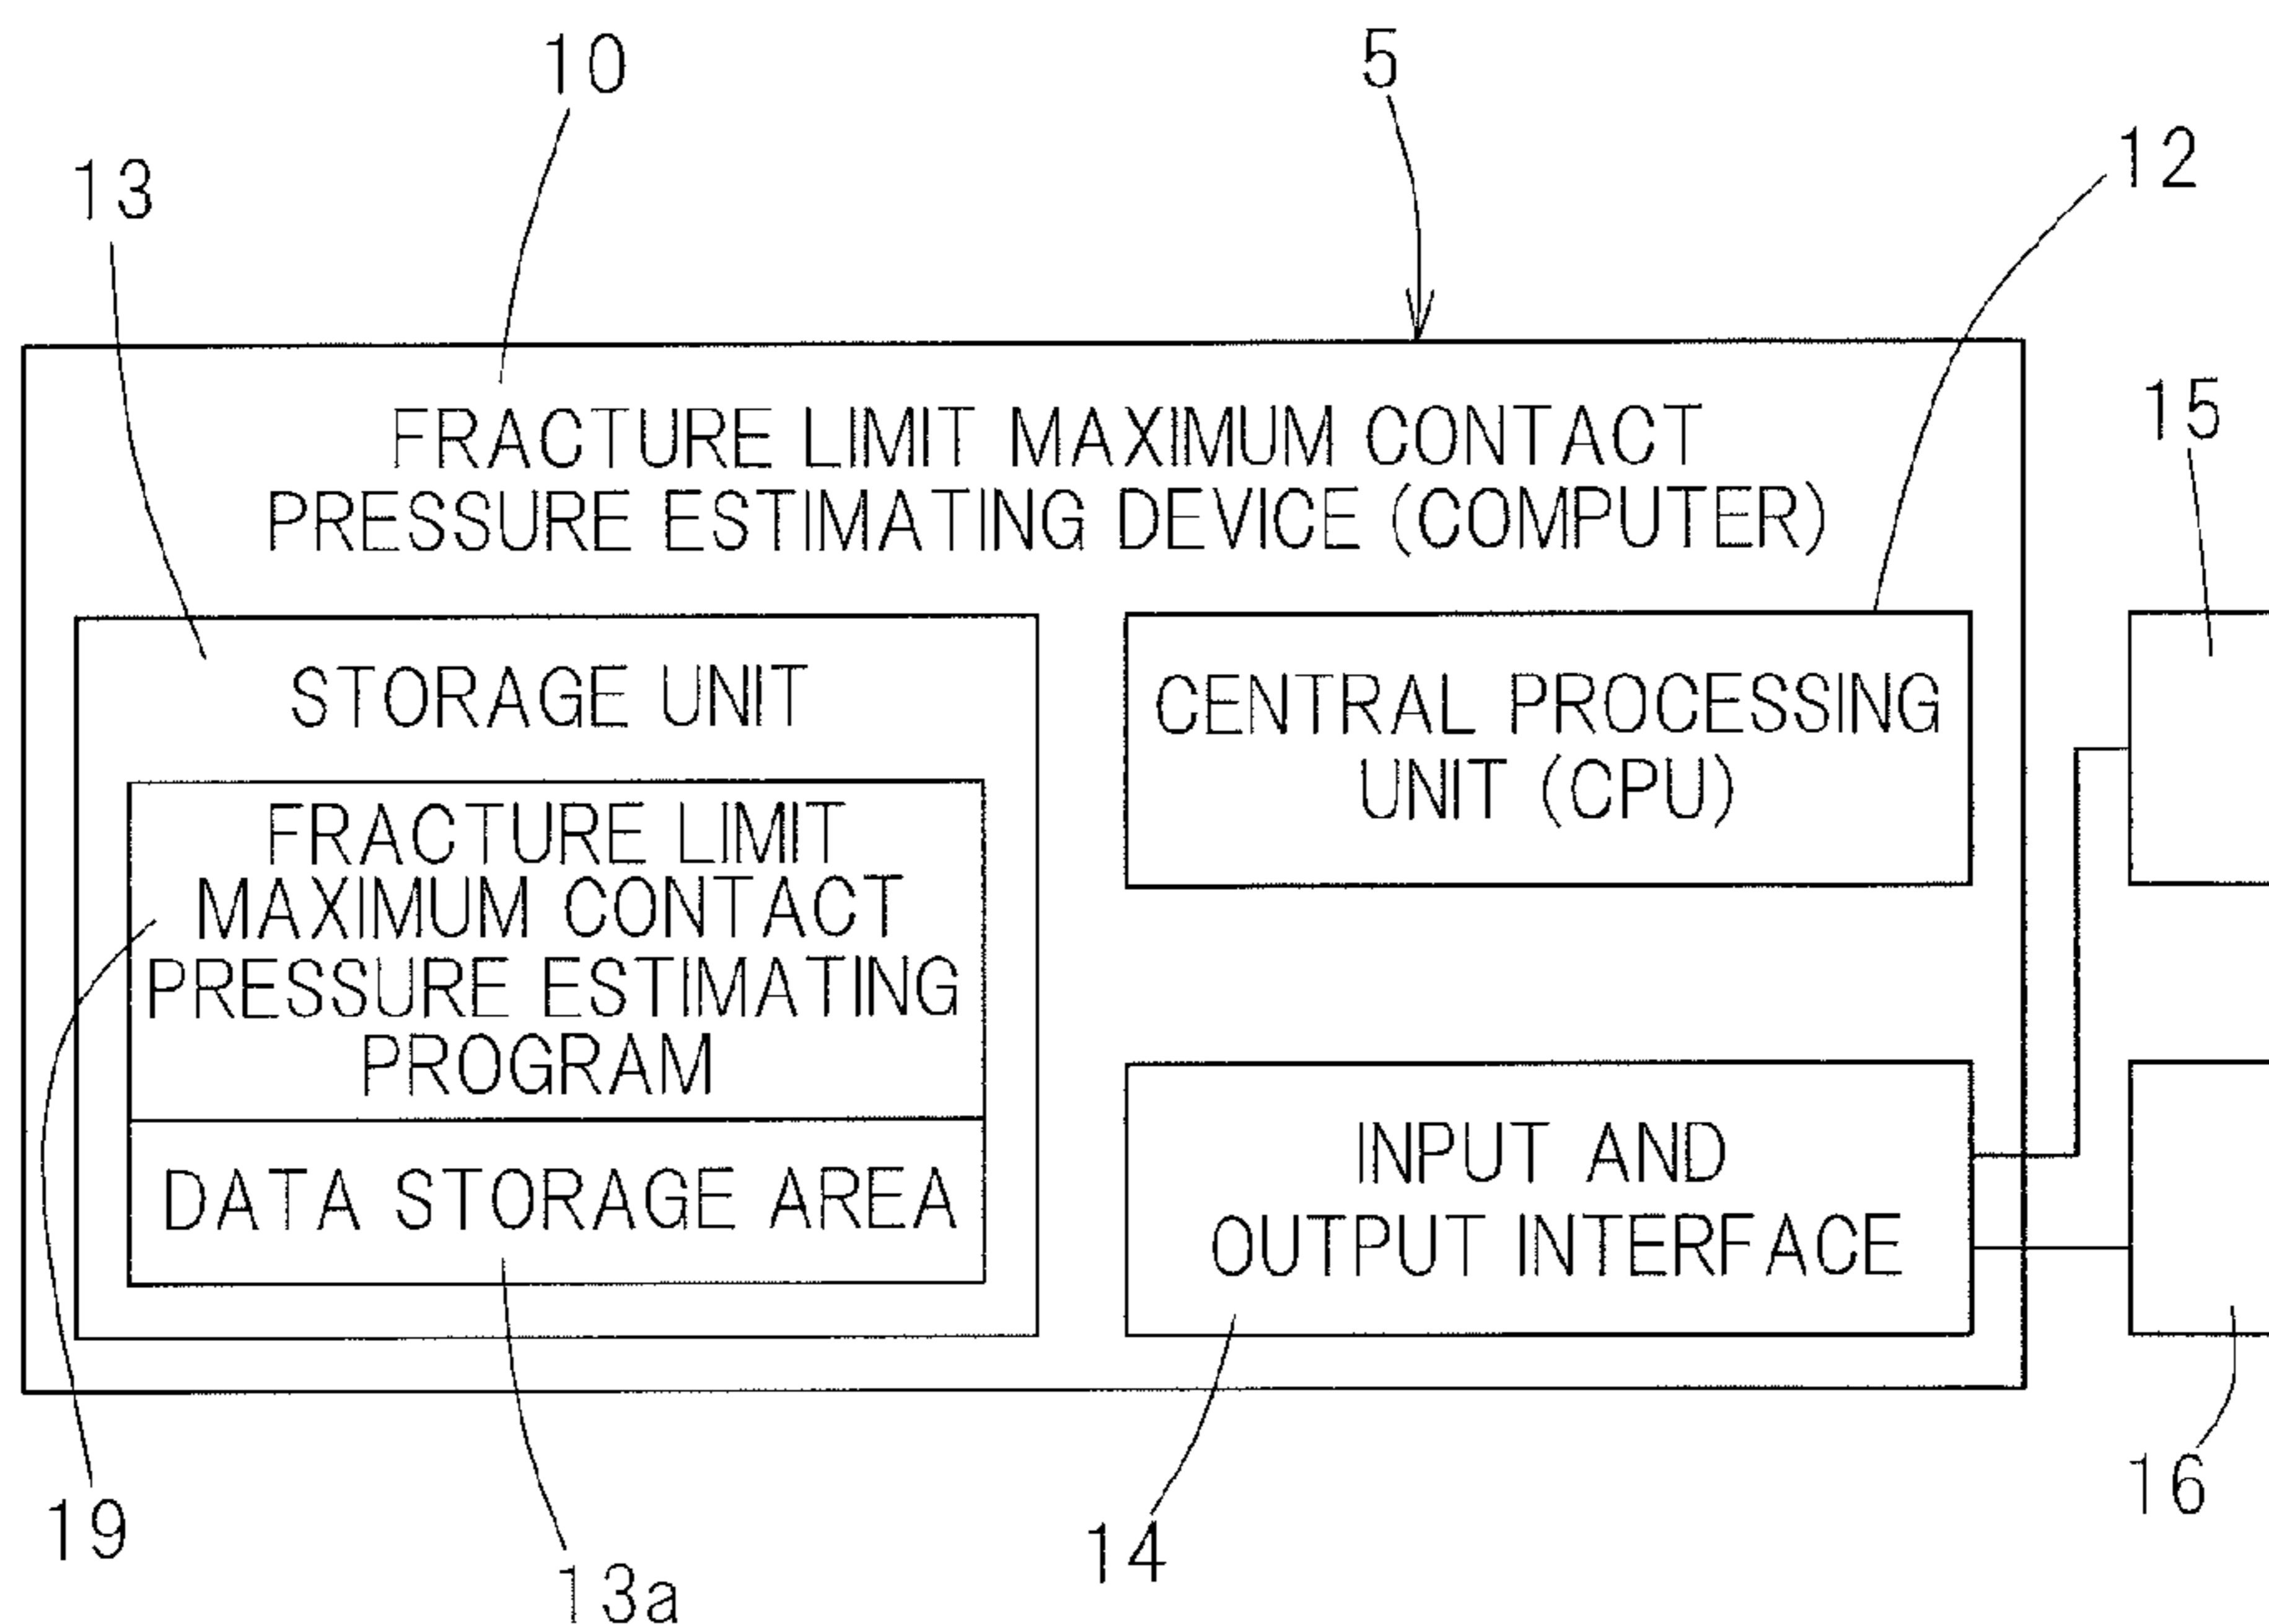 10
5
13
12
15
FRACTURE LIMIT MAXIMUM CONTACT
PRESSURE ESTIMATING DEVICE (COMPUTER)
STORAGE UNIT
FRACTURE LIMIT
MAXIMUM CONTACT
PRESSURE ESTIMATING
PROGRAM
DATA STORAGE AREA
CENTRAL PROCESSING
UNIT (CPU)
INPUT AND
OUTPUT INTERFACE
19
13a
14
16